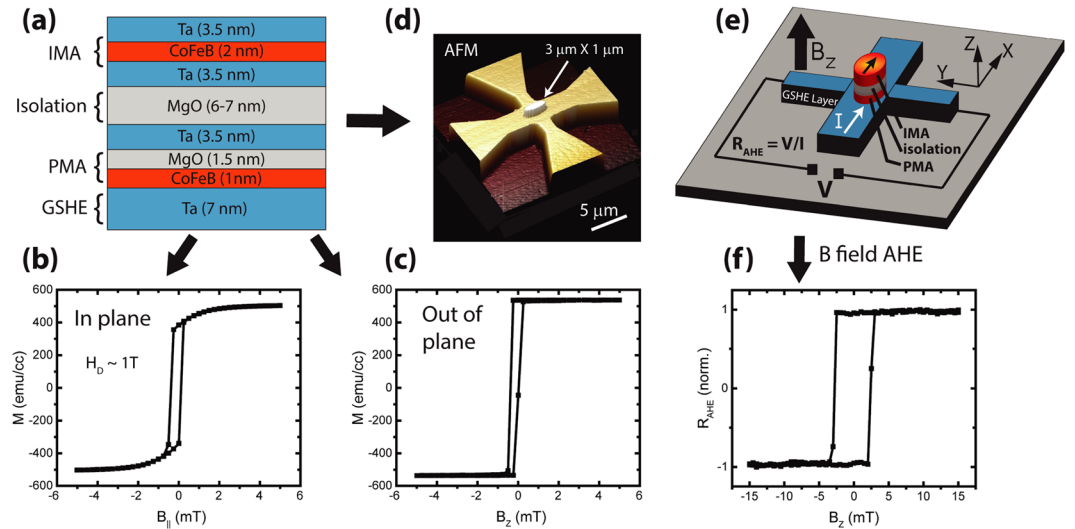 (a)
IMA {
Isolation {
PMA {
GSHE {
Ta (3.5 nm)
CoFeB (2 nm)
Ta (3.5 nm)
MgO (6-7 nm)
Ta (3.5 nm)
MgO (1.5 nm)
CoFeB (1nm)
Ta (7 nm)
(d)
AFM
3 μm X 1 μm
5 μm
(e)
B_Z
Z
X
Y
GSHE Layer
I
IMA
isolation
PMA
R_AHE = V/I
V
B field AHE
(b)
In plane
H_D ~ 1T
M (emu/cc)
600
400
200
0
-200
-400
-600
-6 -4 -2 0 2 4 6
B_|| (mT)
(c)
Out of
plane
M (emu/cc)
600
400
200
0
-200
-400
-600
-6 -4 -2 0 2 4 6
B_Z (mT)
(f)
R_AHE (norm.)
1
0
-1
-15 -10 -5 0 5 10 15
B_Z (mT)